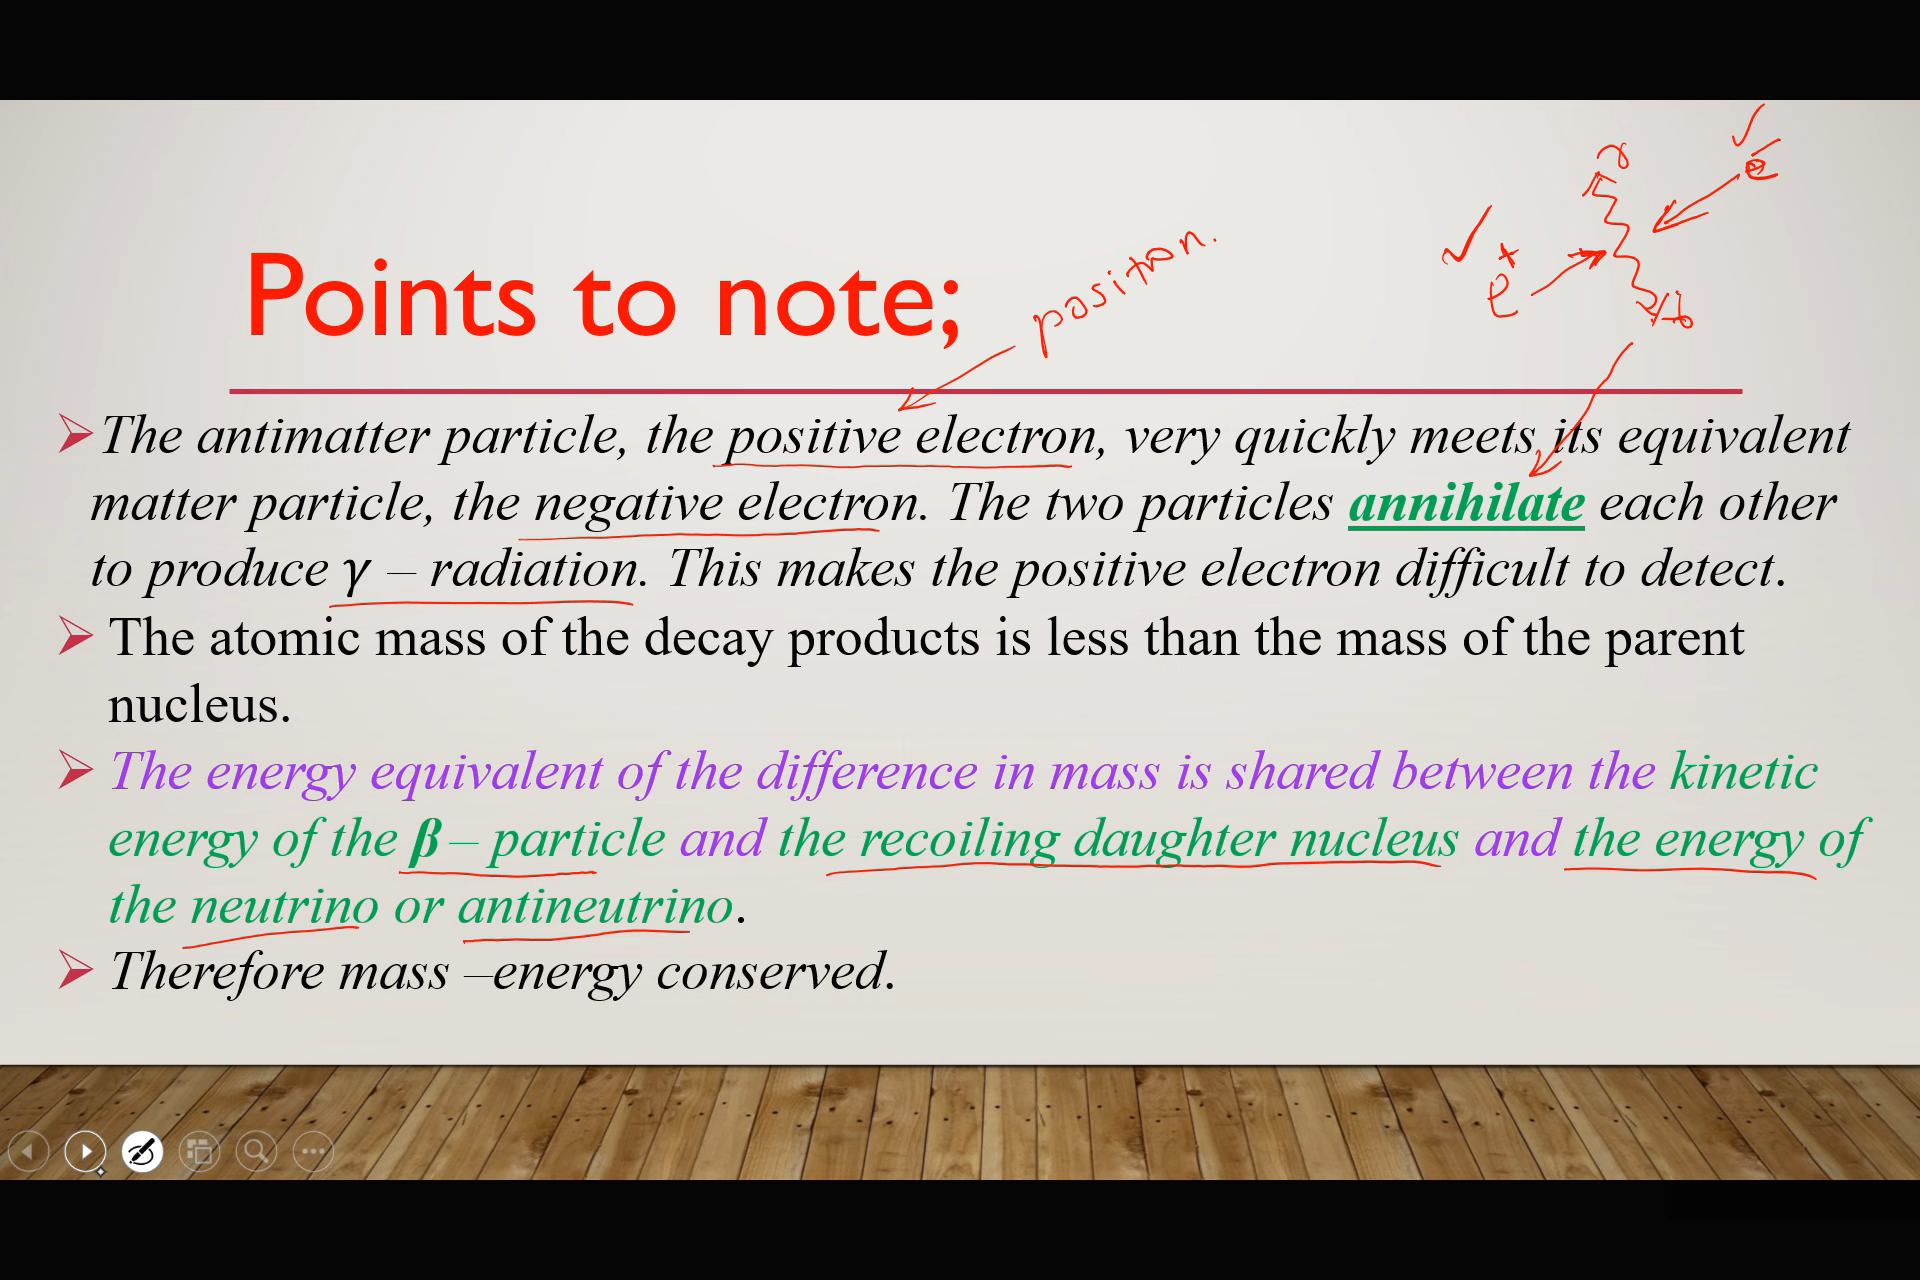 γ
e⁻
e⁺
γ
positron.
Points to note;
The antimatter particle, the positive electron, very quickly meets its equivalent
matter particle, the negative electron. The two particles annihilate each other
to produce γ – radiation. This makes the positive electron difficult to detect.
The atomic mass of the decay products is less than the mass of the parent
nucleus.
The energy equivalent of the difference in mass is shared between the kinetic
energy of the β – particle and the recoiling daughter nucleus and the energy of
the neutrino or antineutrino.
Therefore mass –energy conserved.